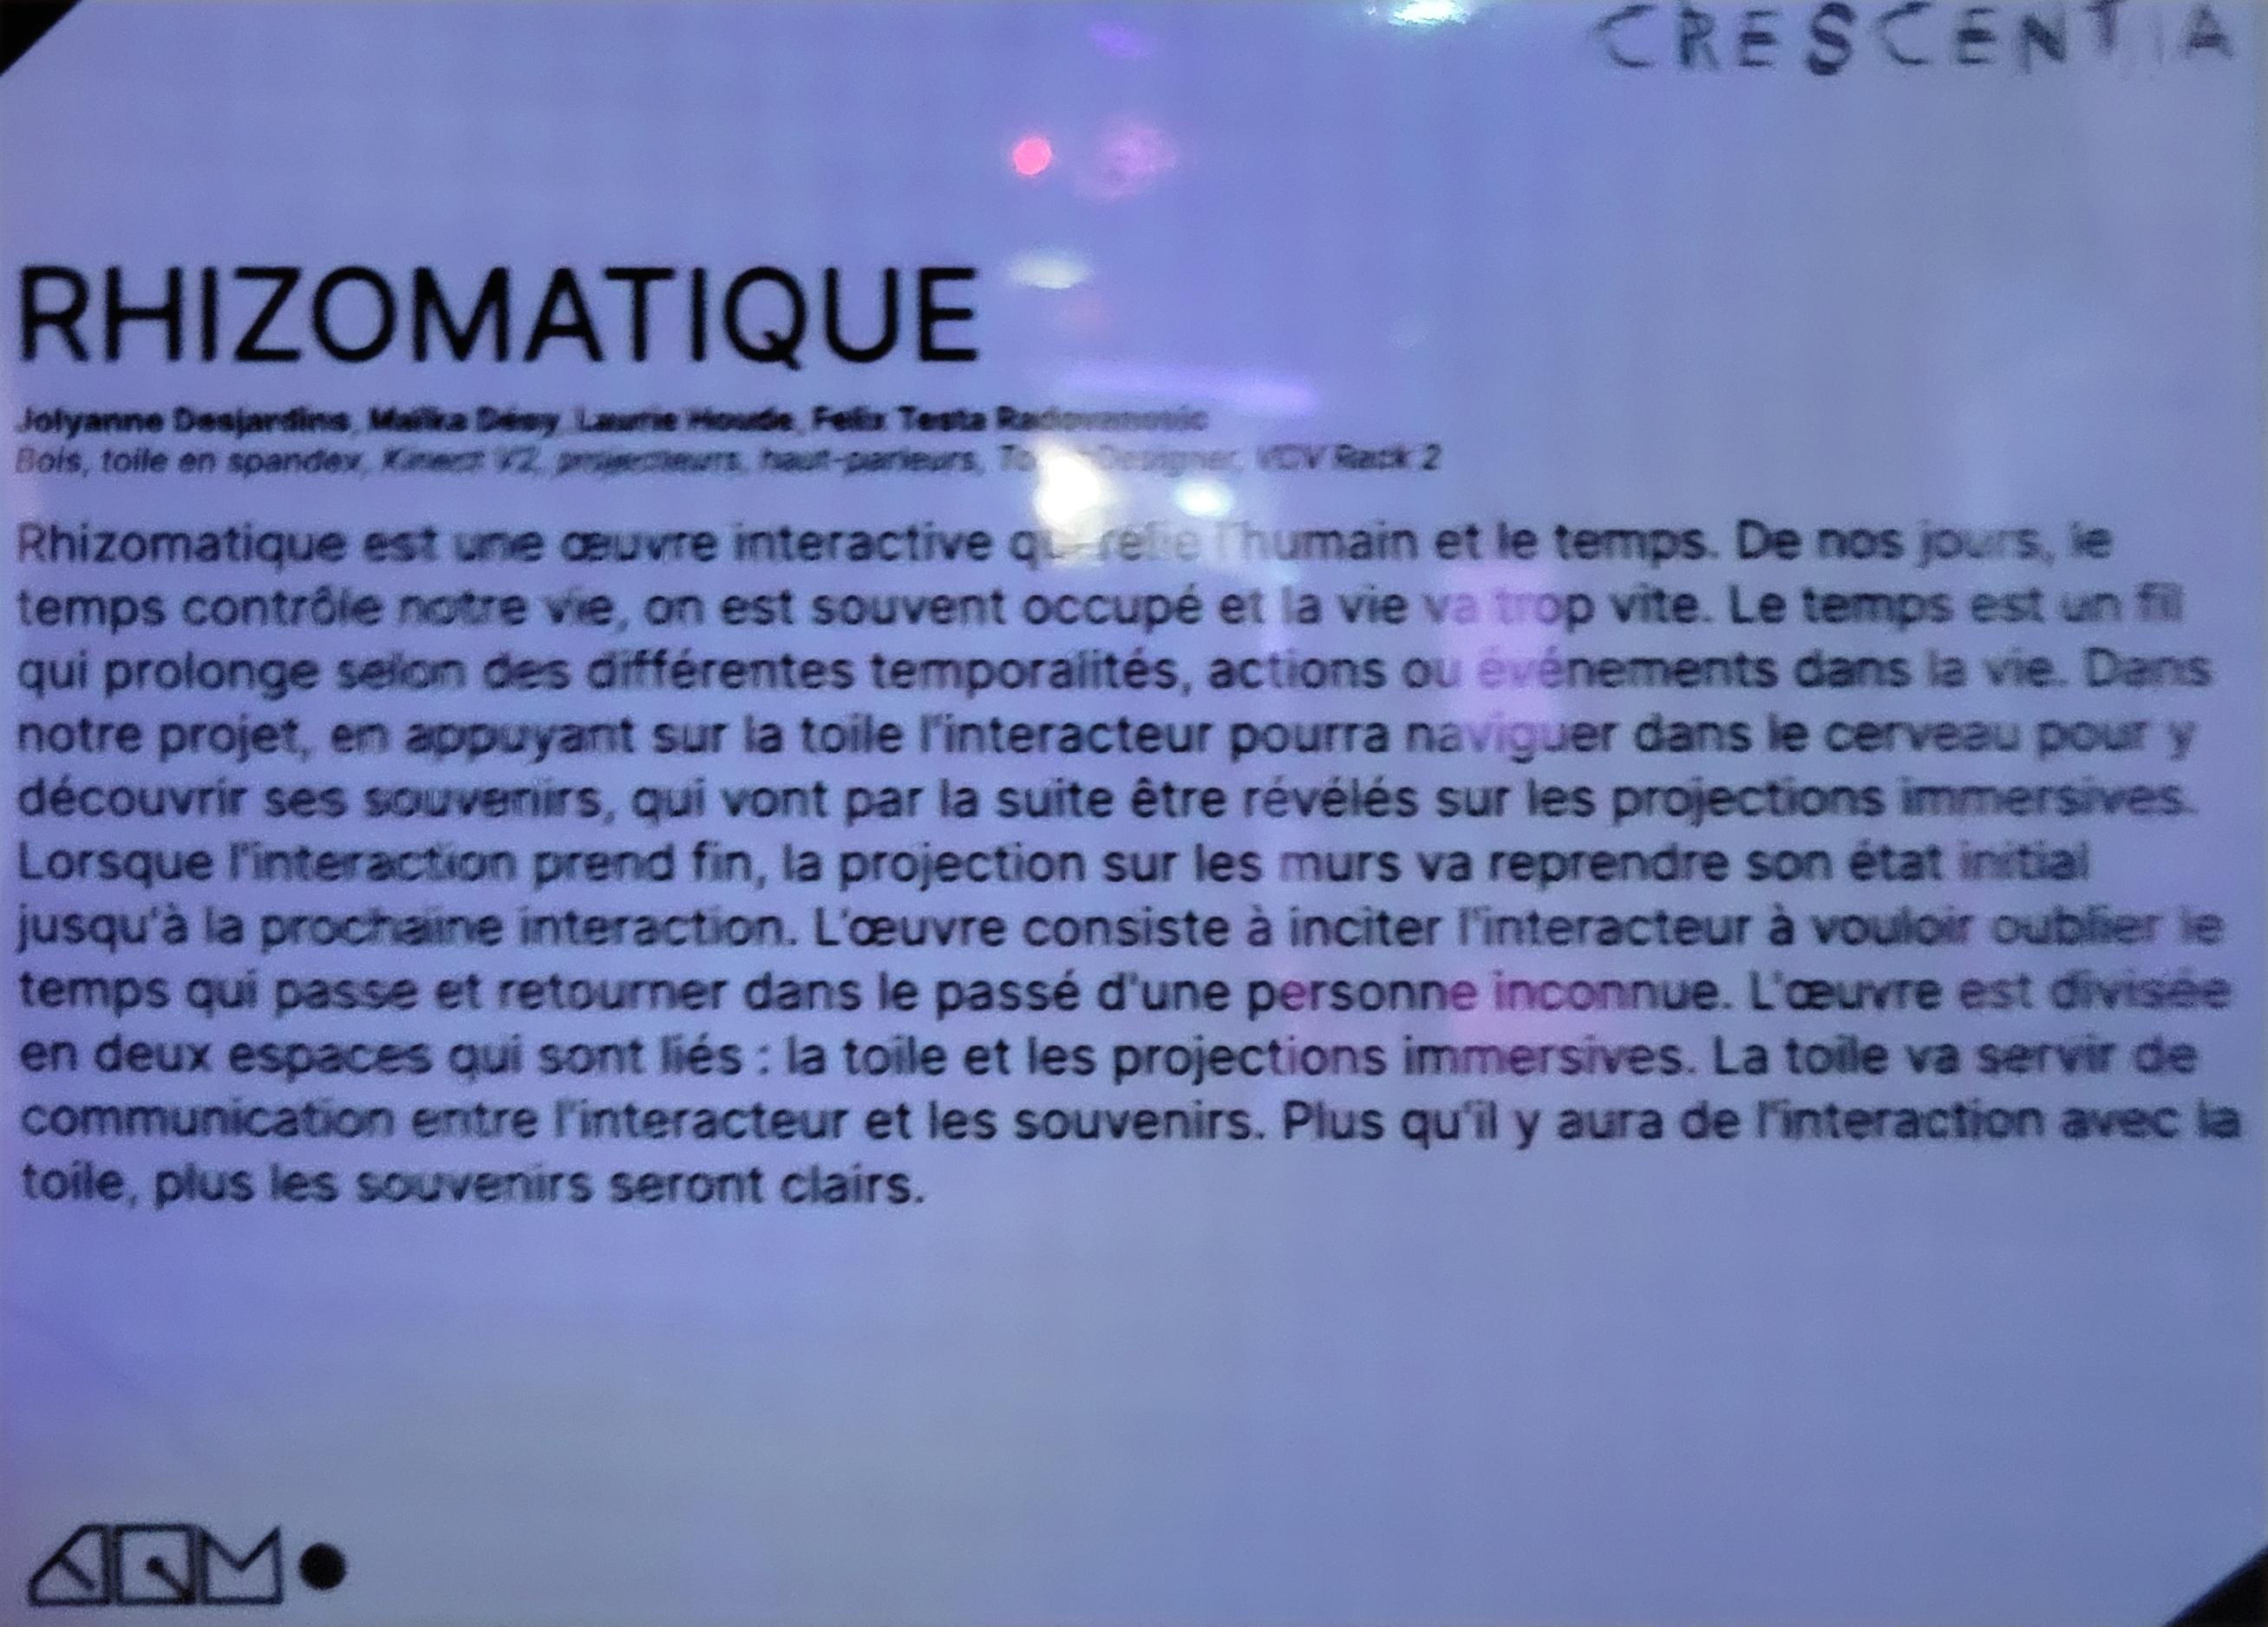 CRESCENTIA
RHIZOMATIQUE
Jolyanne Desjardins, Maïka Désy, Laurie Houde, Felix Testa Radovanovic
Bois, toile en spandex, Kinect V2, projecteurs, haut-parleurs, TouchDesigner, VDV Rack 2
Rhizomatique est une œuvre interactive qui relie l'humain et le temps. De nos jours, le
temps contrôle notre vie, on est souvent occupé et la vie va trop vite. Le temps est un fil
qui prolonge selon des différentes temporalités, actions ou événements dans la vie. Dans
notre projet, en appuyant sur la toile l'interacteur pourra naviguer dans le cerveau pour y
découvrir ses souvenirs, qui vont par la suite être révélés sur les projections immersives.
Lorsque l'interaction prend fin, la projection sur les murs va reprendre son état initial
jusqu'à la prochaine interaction. L'œuvre consiste à inciter l'interacteur à vouloir oublier le
temps qui passe et retourner dans le passé d'une personne inconnue. L'œuvre est divisée
en deux espaces qui sont liés : la toile et les projections immersives. La toile va servir de
communication entre l'interacteur et les souvenirs. Plus qu'il y aura de l'interaction avec la
toile, plus les souvenirs seront clairs.
AQM